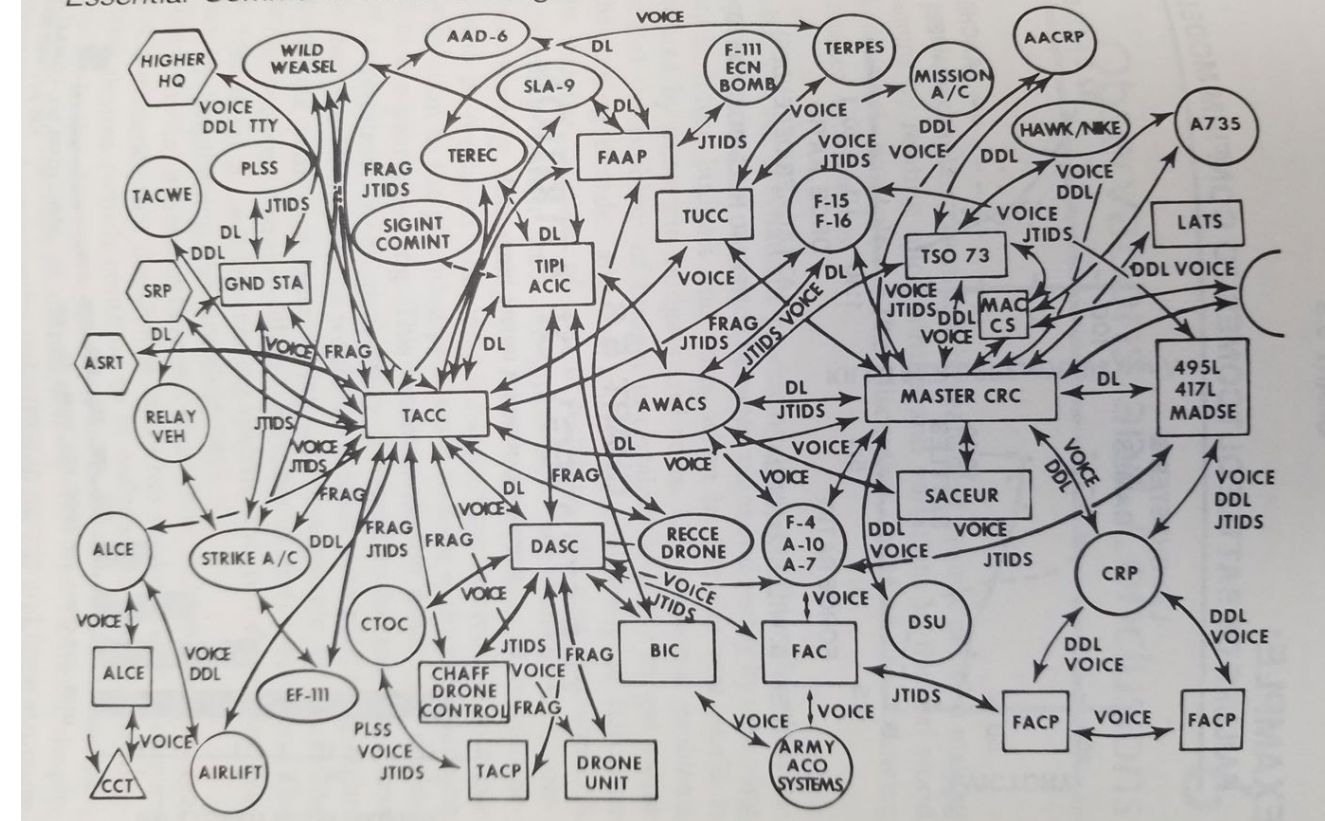 HIGHER
HQ
WILD
WEASEL
AAD-6
VOICE
DL
F-111
ECN
BOMB
TERPES
MISSION
A/C
AACRP
SLA-9
DL
VOICE
DDL TTY
PLSS
TEREC
FAAP
JTIDS
VOICE
VOICE
JTIDS
DDL
VOICE
HAWK/NIKE
DDL
VOICE
DDL
A735
TACWE
JTIDS
FRAG
JTIDS
SIGINT
COMINT
TUCC
F-15
F-16
VOICE
JTIDS
LATS
DL
DDL
GND STA
DL
TIPI
ACIC
VOICE
DL
TSO 73
DDL VOICE
SRP
DL
VOICE
FRAG
DL
FRAG
JTIDS
JTIDS VOICE
VOICE
JTIDS
DDL
VOICE
MAC
CS
ASRT
RELAY
VEH
JTIDS
VOICE
JTIDS
TACC
AWACS
DL
JTIDS
MASTER CRC
DL
495L
417L
MADSE
DL
VOICE
VOICE
VOICE
DDL
FRAG
FRAG
DL
VOICE
SACEUR
VOICE
JTIDS
VOICE
DDL
JTIDS
ALCE
STRIKE A/C
DDL
FRAG
JTIDS
FRAG
DASC
RECCE
DRONE
F-4
A-10
A-7
DDL
VOICE
CRP
VOICE
VOICE
JTIDS
VOICE
VOICE
CTOC
DSU
DDL
VOICE
ALCE
VOICE
DDL
EF-111
CHAFF
DRONE
CONTROL
JTIDS
VOICE
FRAG
FRAG
BIC
FAC
DDL
VOICE
JTIDS
VOICE
PLSS
VOICE
JTIDS
VOICE
VOICE
FACP
VOICE
FACP
CCT
AIRLIFT
TACP
DRONE
UNIT
ARMY
ACO
SYSTEMS